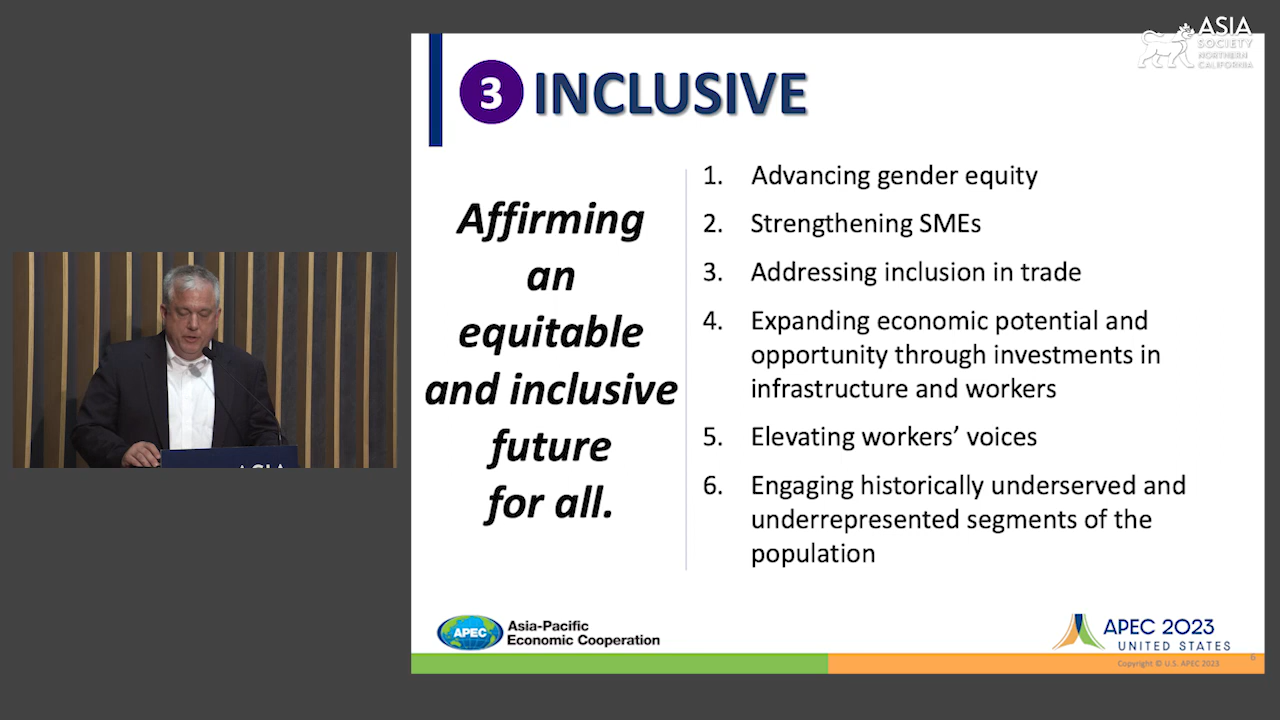 ASIA
SOCIETY
NORTHERN
CALIFORNIA
3 INCLUSIVE
Affirming
an
equitable
and inclusive
future
for all.
1. Advancing gender equity
2. Strengthening SMEs
3. Addressing inclusion in trade
4. Expanding economic potential and
opportunity through investments in
infrastructure and workers
5. Elevating workers’ voices
6. Engaging historically underserved and
underrepresented segments of the
population
ASIA
APEC
Asia-Pacific
Economic Cooperation
APEC 2023
UNITED STATES
Copyright © U.S. APEC 2023
6